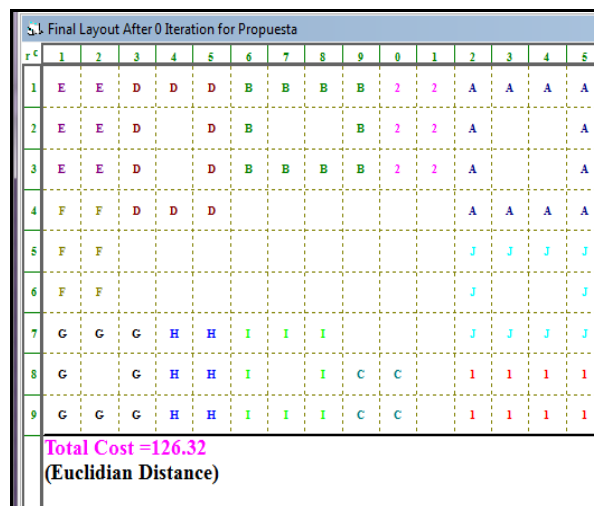 Final Layout After 0 Iteration for Propuesta
r c 1 2 3 4 5 6 7 8 9 0 1 2 3 4 5
1 E E D D D B B B B 2 2 A A A A
2 E E D D B B 2 2 A A
3 E E D D B B B B 2 2 A A
4 F F D D D A A A A
5 F F J J J J
6 F F J J
7 G G G H H I I I J J J J
8 G G H H I I C C 1 1 1 1
9 G G G H H I I I C C 1 1 1 1
Total Cost =126.32
(Euclidian Distance)